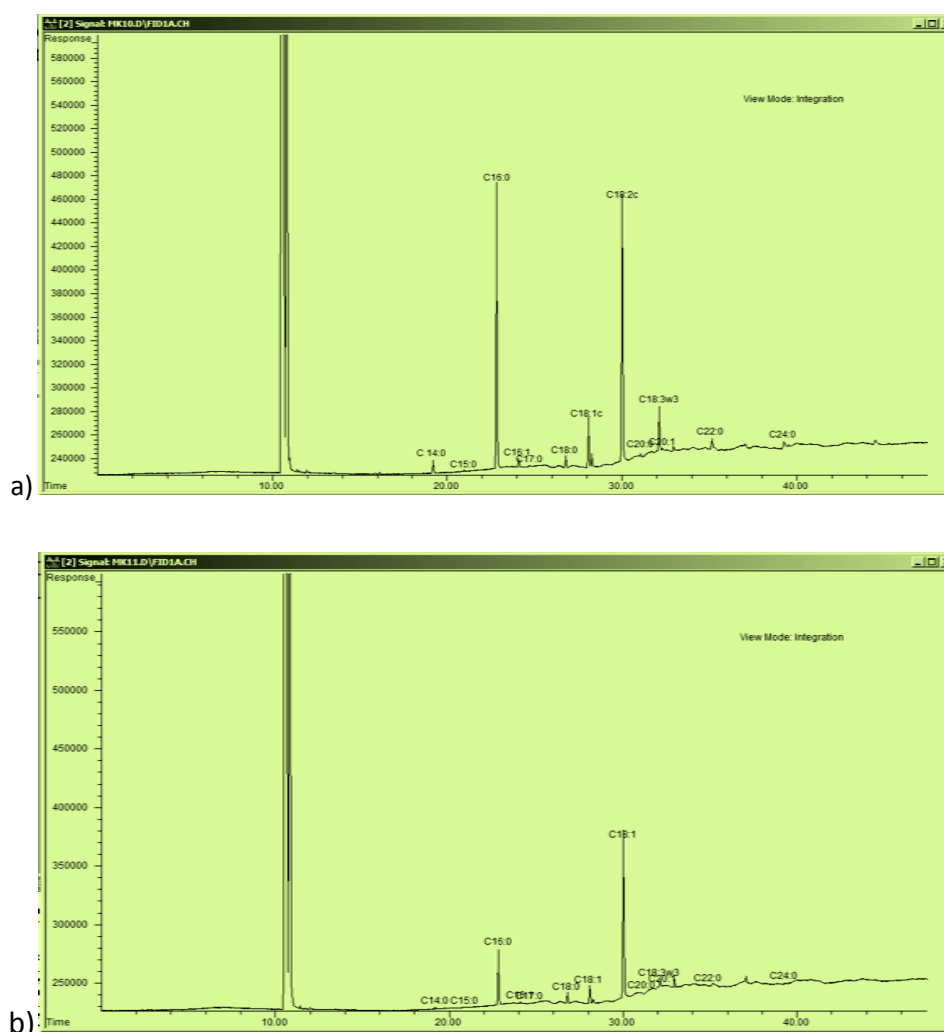 [2] Signal: MK10.D\FID1A.CH
Response_
580000
View Mode: Integration
560000
540000
520000
500000
480000
C16:0
460000
C18:2c
440000
420000
400000
380000
360000
340000
320000
300000
C18:3w3
280000
C18:1c
260000
C22:0
C20:1
C24:0
C 14:0
C16:1
C18:0
C17:0
240000
C15:0
a)
Time
10.00
20.00
30.00
40.00
[2] Signal: MK11.D\FID1A.CH
Response_
550000
View Mode: Integration
500000
450000
400000
C18:1
350000
300000
C16:0
C18:3w3
C18:1
C22:0
C24:0
250000
C18:0
C20:0
C14:0
C15:0
b)
Time
10.00
20.00
30.00
40.00